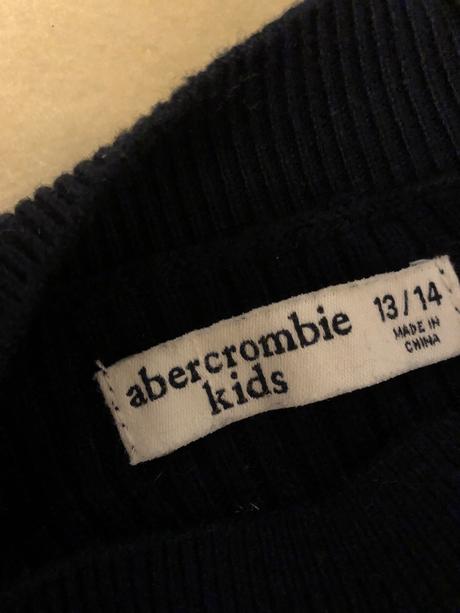 abercrombie
kids
13/14
MADE IN
CHINA